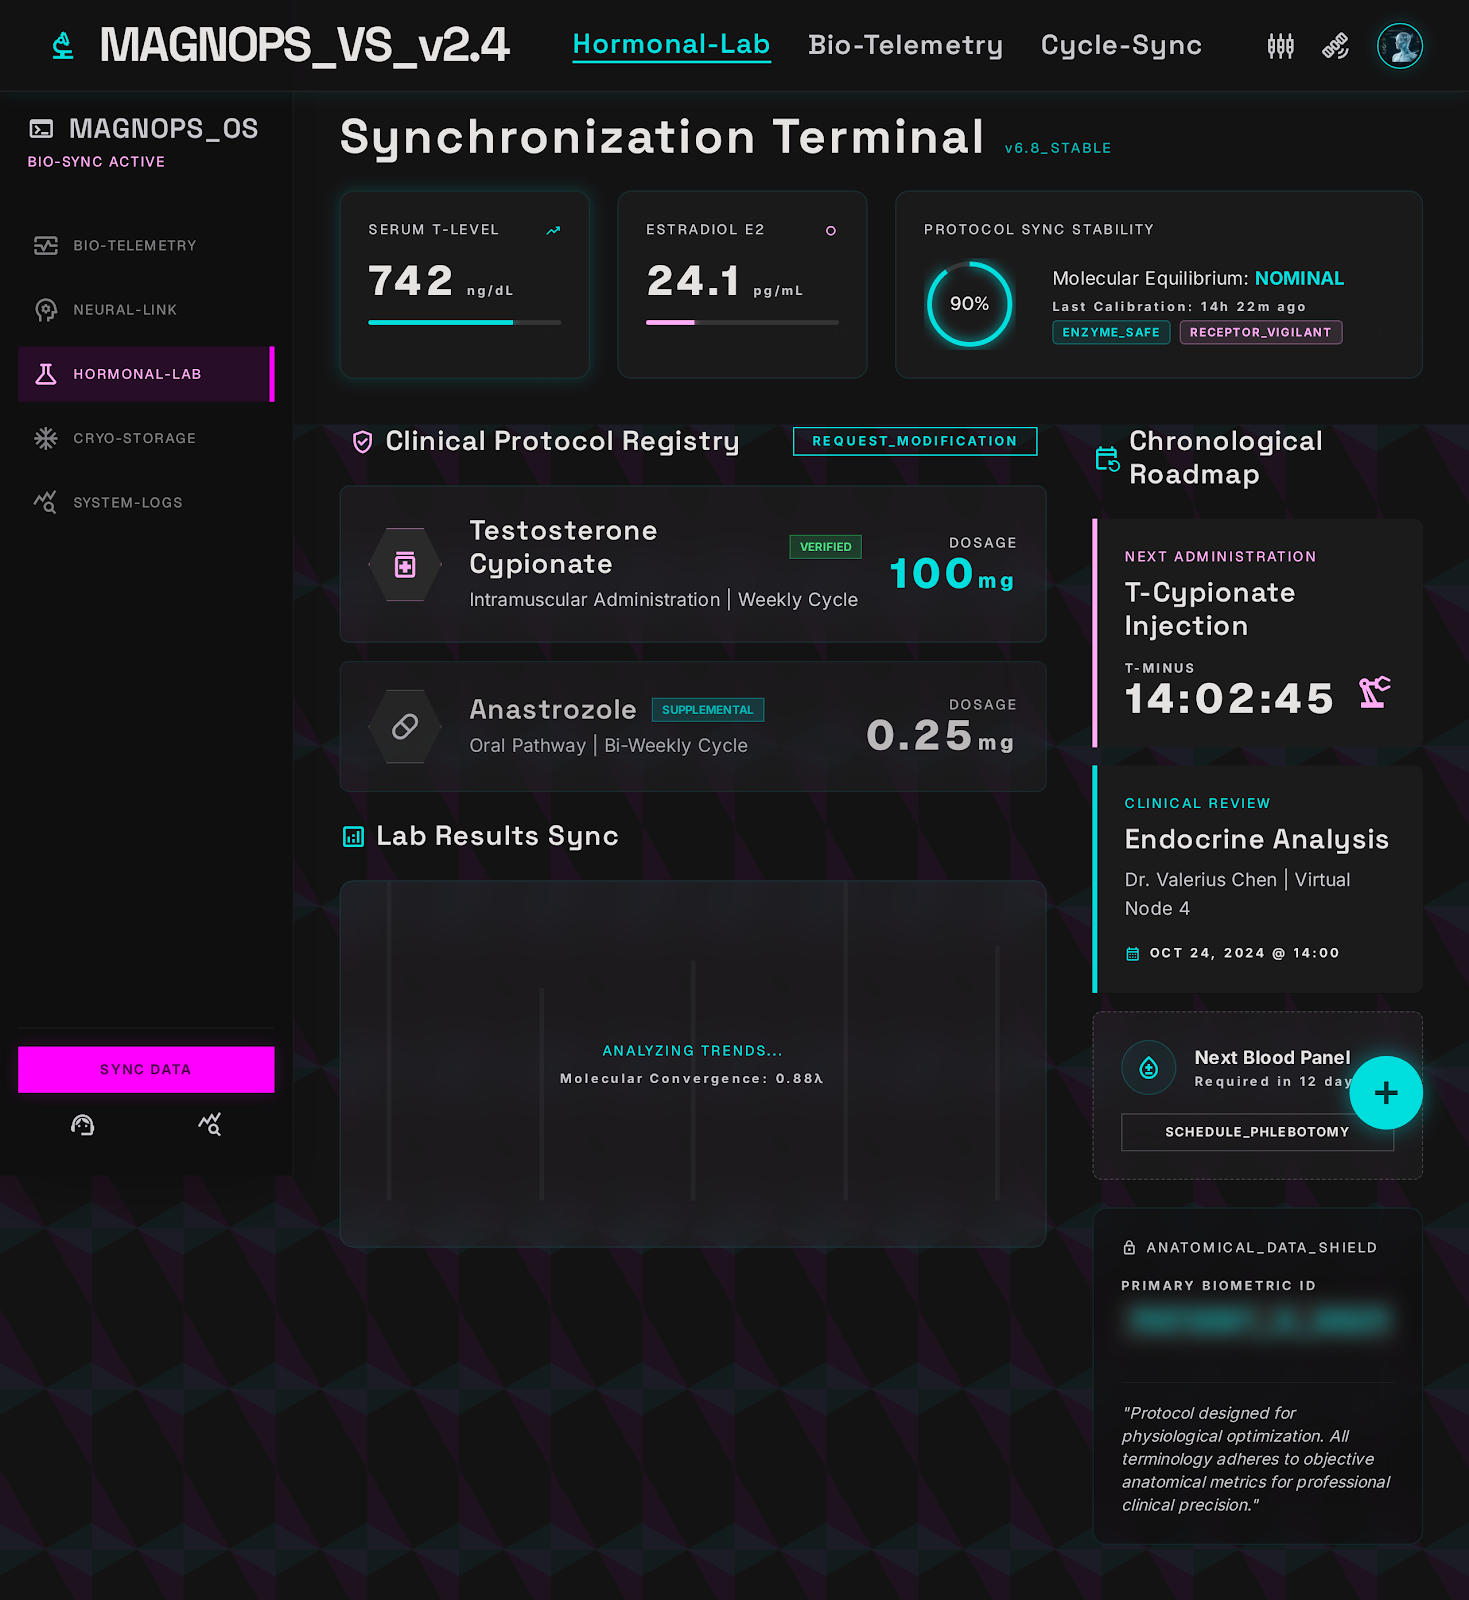 MAGNOPS_VS_v2.4
Hormonal-Lab
Bio-Telemetry
Cycle-Sync
MAGNOPS_OS
BIO-SYNC ACTIVE
BIO-TELEMETRY
NEURAL-LINK
HORMONAL-LAB
CRYO-STORAGE
SYSTEM-LOGS
SYNC DATA
Synchronization Terminal v6.8_STABLE
SERUM T-LEVEL
742 ng/dL
ESTRADIOL E2
24.1 pg/mL
PROTOCOL SYNC STABILITY
90%
Molecular Equilibrium: NOMINAL
Last Calibration: 14h 22m ago
ENZYME_SAFE
RECEPTOR_VIGILANT
Clinical Protocol Registry
REQUEST_MODIFICATION
Testosterone
Cypionate
VERIFIED
Intramuscular Administration | Weekly Cycle
DOSAGE
100mg
Anastrozole
SUPPLEMENTAL
Oral Pathway | Bi-Weekly Cycle
DOSAGE
0.25mg
Lab Results Sync
ANALYZING TRENDS...
Molecular Convergence: 0.88λ
Chronological
Roadmap
NEXT ADMINISTRATION
T-Cypionate
Injection
T-MINUS
14:02:45
CLINICAL REVIEW
Endocrine Analysis
Dr. Valerius Chen | Virtual
Node 4
OCT 24, 2024 @ 14:00
Next Blood Panel
Required in 12 day
SCHEDULE_PHLEBOTOMY
+
ANATOMICAL_DATA_SHIELD
PRIMARY BIOMETRIC ID
"Protocol designed for
physiological optimization. All
terminology adheres to objective
anatomical metrics for professional
clinical precision."